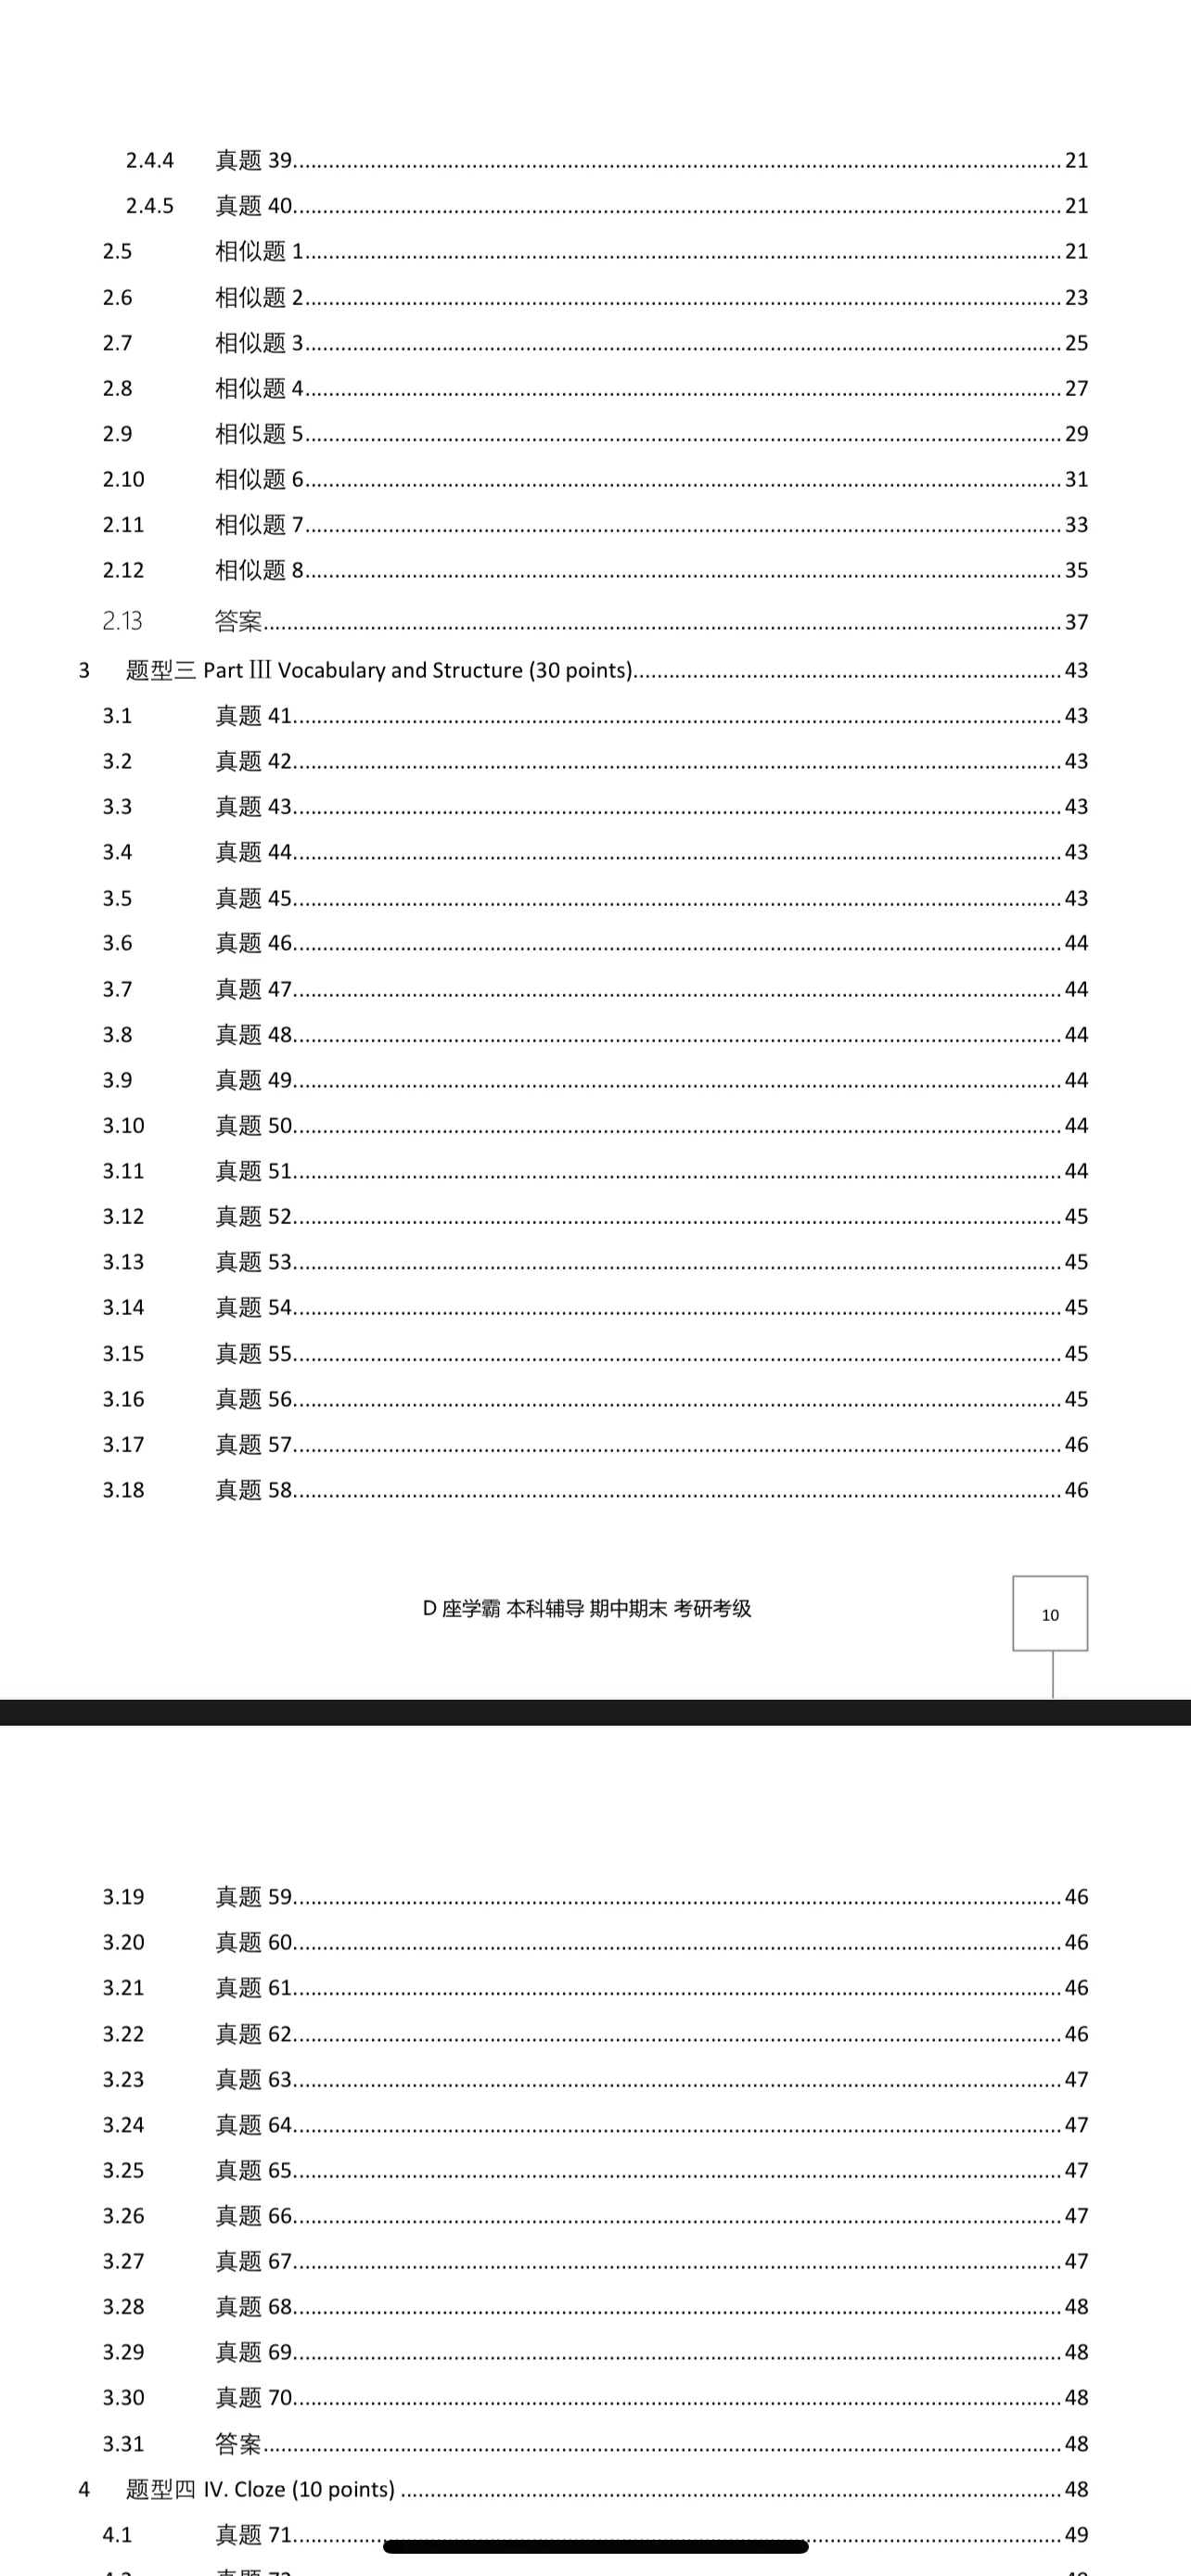 2.4.4 真题 39 21
2.4.5 真题 40 21
2.5 相似题 1 21
2.6 相似题 2 23
2.7 相似题 3 25
2.8 相似题 4 27
2.9 相似题 5 29
2.10 相似题 6 31
2.11 相似题 7 33
2.12 相似题 8 35
2.13 答案 37
3 题型三 Part III Vocabulary and Structure (30 points) 43
3.1 真题 41 43
3.2 真题 42 43
3.3 真题 43 43
3.4 真题 44 43
3.5 真题 45 43
3.6 真题 46 44
3.7 真题 47 44
3.8 真题 48 44
3.9 真题 49 44
3.10 真题 50 44
3.11 真题 51 44
3.12 真题 52 45
3.13 真题 53 45
3.14 真题 54 45
3.15 真题 55 45
3.16 真题 56 45
3.17 真题 57 46
3.18 真题 58 46
D 座学霸 本科辅导 期中期末 考研考级
10
3.19 真题 59 46
3.20 真题 60 46
3.21 真题 61 46
3.22 真题 62 46
3.23 真题 63 47
3.24 真题 64 47
3.25 真题 65 47
3.26 真题 66 47
3.27 真题 67 47
3.28 真题 68 48
3.29 真题 69 48
3.30 真题 70 48
3.31 答案 48
4 题型四 IV. Cloze (10 points) 48
4.1 真题 71 49